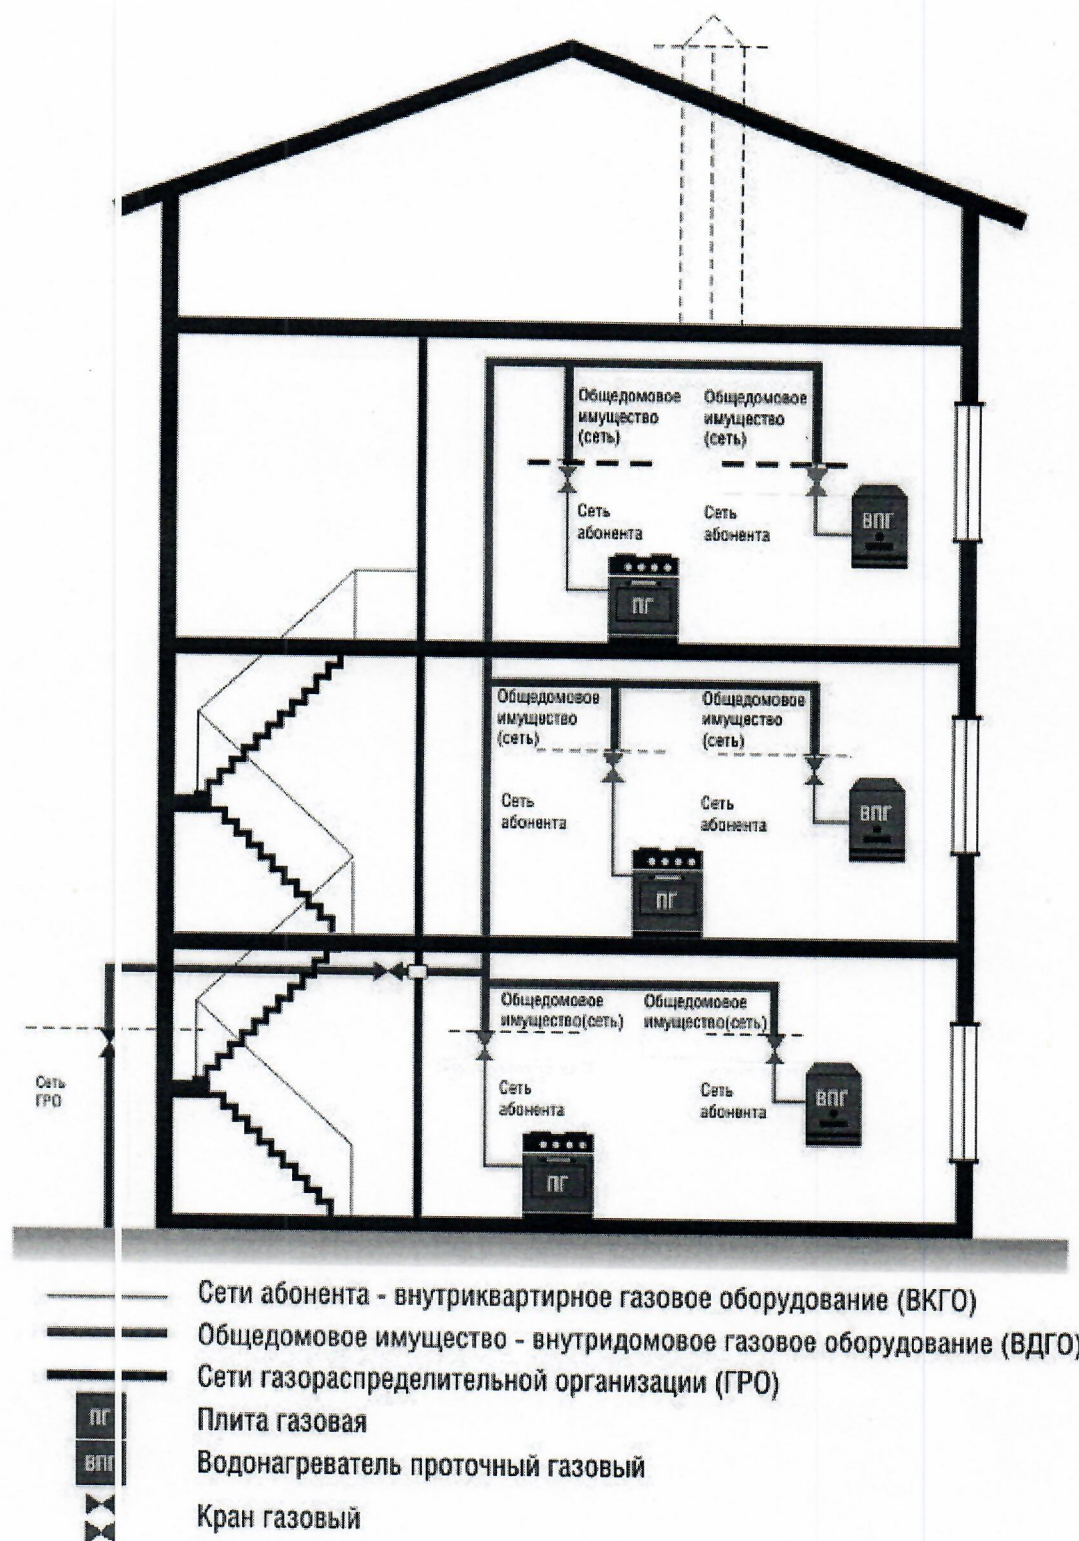 Общедомовое
имущество
(сеть)
Общедомовое
имущество
(сеть)
Сеть
абонента
Сеть
абонента
ВПГ
ПГ
Общедомовое
имущество
(сеть)
Общедомовое
имущество
(сеть)
Сеть
абонента
Сеть
абонента
ВПГ
ПГ
Общедомовое
имущество(сеть)
Общедомовое
имущество(сеть)
Сеть
ГРО
Сеть
абонента
Сеть
абонента
ВПГ
ПГ
Сети абонента - внутриквартирное газовое оборудование (ВКГО)
Общедомовое имущество - внутридомовое газовое оборудование (ВДГО)
Сети газораспределительной организации (ГРО)
ПГ
Плита газовая
ВПГ
Водонагреватель проточный газовый
Кран газовый